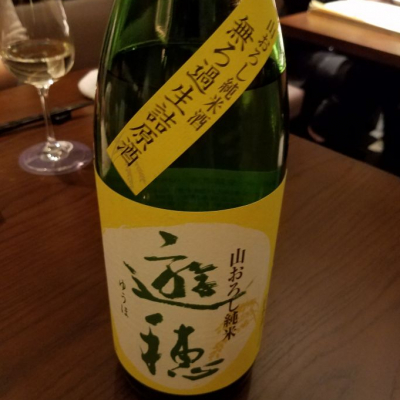 山おろし純米酒
無ろ過生詰原酒
山おろし純米
遊穂
ゆうほ